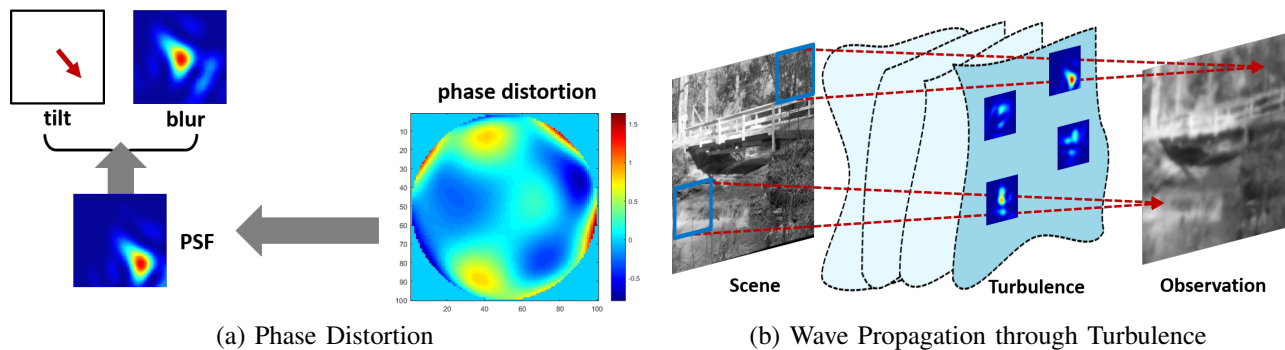 tilt
blur
PSF
phase distortion
10
20
30
40
50
60
70
80
90
100
20 40 60 80 100
1.5
1
0.5
0
-0.5
(a) Phase Distortion
Scene
Turbulence
Observation
(b) Wave Propagation through Turbulence